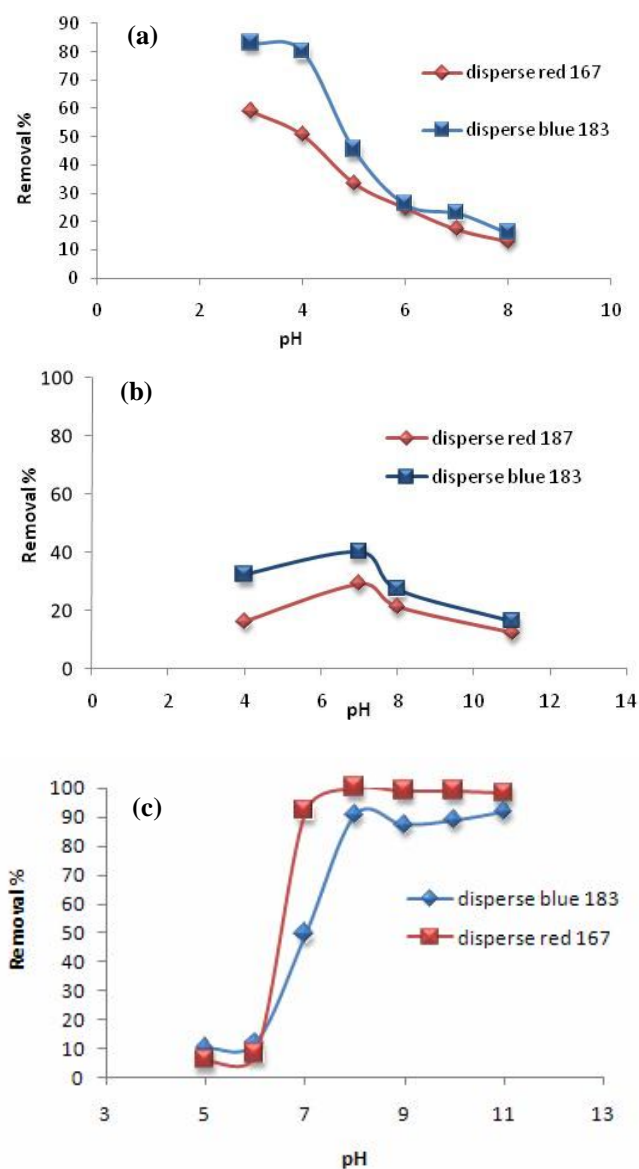 (a)
90
80
70
60
50
40
30
20
10
0
Removal %
disperse red 167
disperse blue 183
0 2 4 6 8 10
pH
(b)
100
80
60
40
20
0
Removal %
disperse red 187
disperse blue 183
0 2 4 6 8 10 12 14
pH
(c)
100
90
80
70
60
50
40
30
20
10
0
Removal %
disperse blue 183
disperse red 167
3 5 7 9 11 13
pH